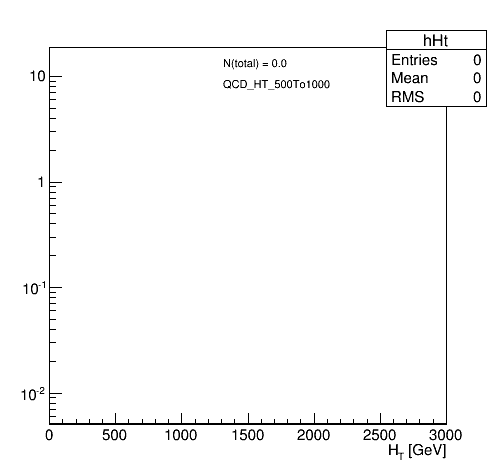 hHt
Entries 0
Mean 0
RMS 0
N(total) = 0.0
QCD_HT_500To1000
10
1
10⁻¹
10⁻²
0 500 1000 1500 2000 2500 3000
H_T [GeV]